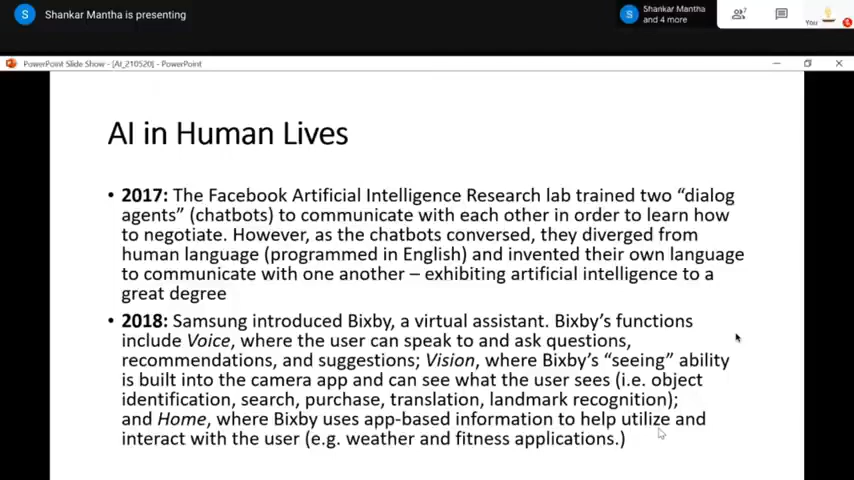 S Shankar Mantha is presenting
S Shankar Mantha
and 4 more
7
You
PowerPoint Slide Show - [AI_210520] - PowerPoint
AI in Human Lives
• 2017: The Facebook Artificial Intelligence Research lab trained two “dialog
agents” (chatbots) to communicate with each other in order to learn how
to negotiate. However, as the chatbots conversed, they diverged from
human language (programmed in English) and invented their own language
to communicate with one another – exhibiting artificial intelligence to a
great degree
• 2018: Samsung introduced Bixby, a virtual assistant. Bixby’s functions
include Voice, where the user can speak to and ask questions,
recommendations, and suggestions; Vision, where Bixby’s “seeing” ability
is built into the camera app and can see what the user sees (i.e. object
identification, search, purchase, translation, landmark recognition);
and Home, where Bixby uses app-based information to help utilize and
interact with the user (e.g. weather and fitness applications.)